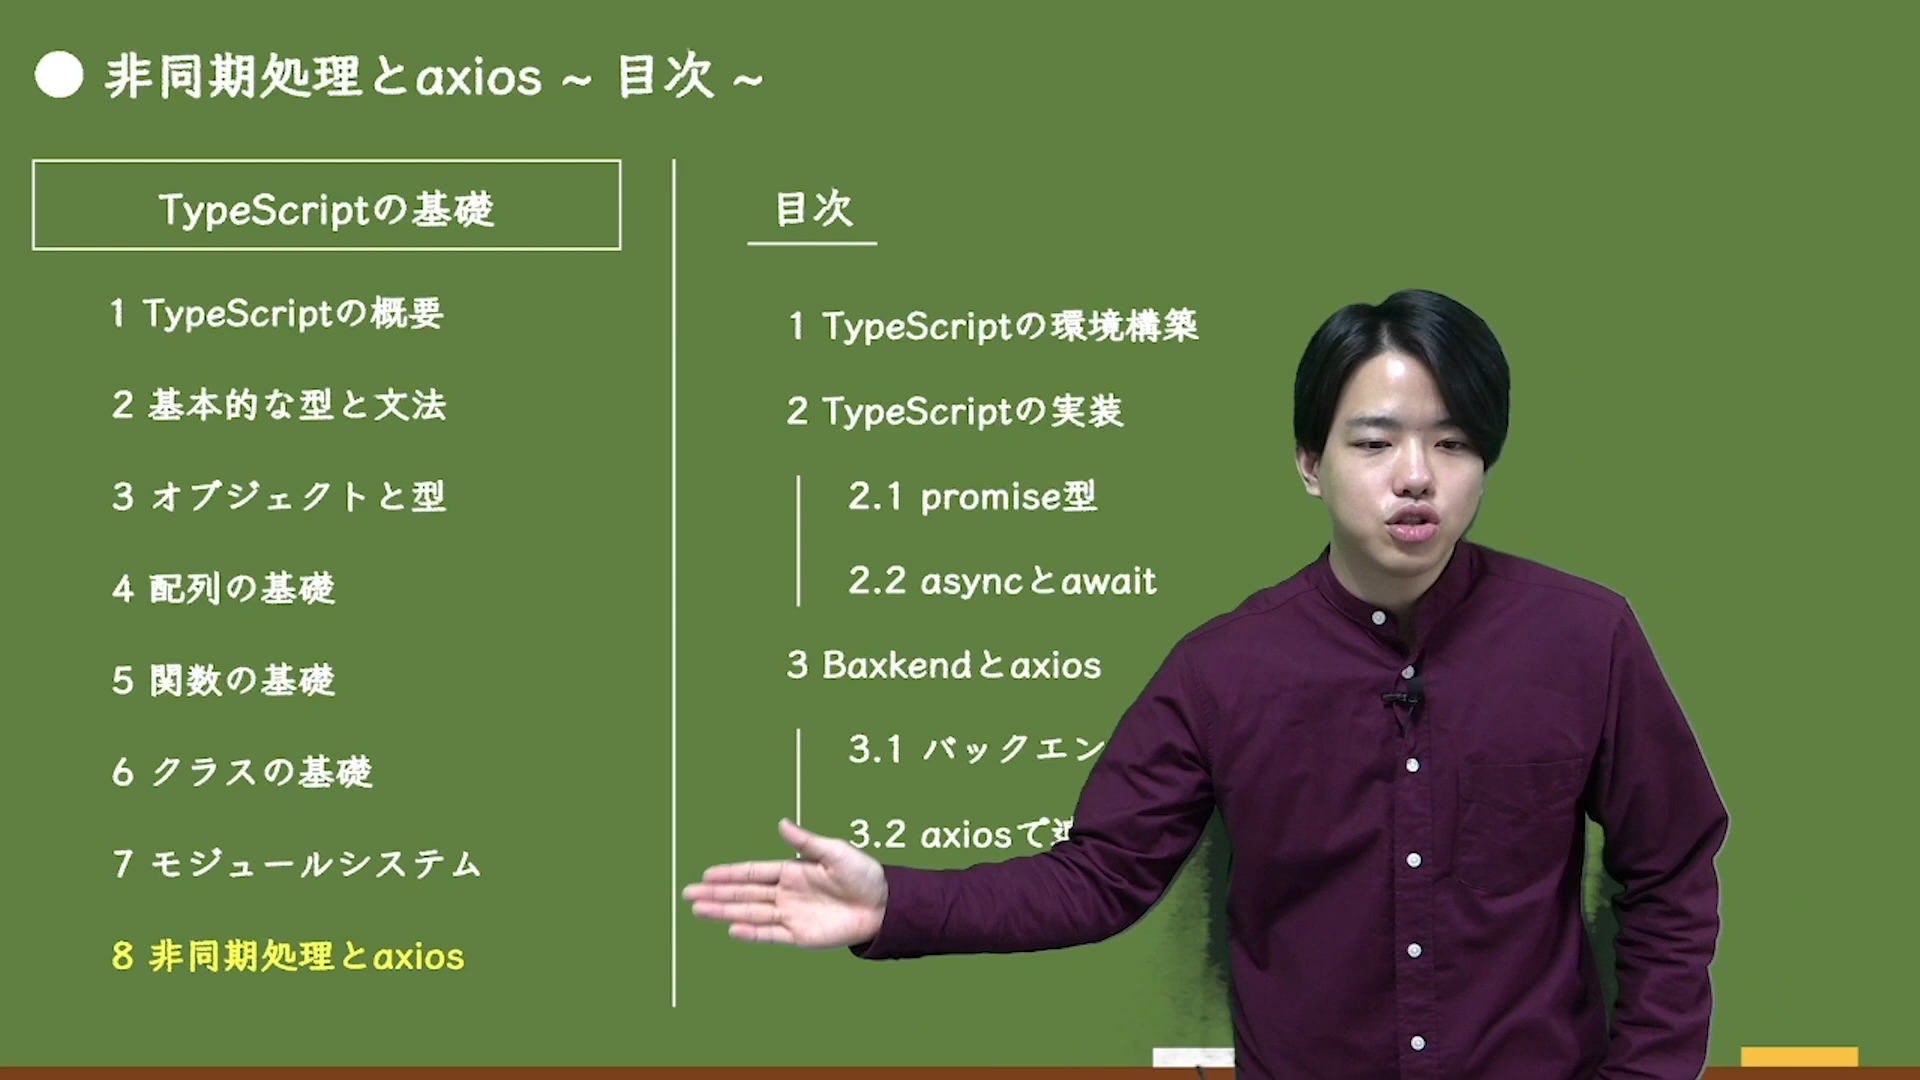 非同期処理とaxios ~ 目次 ~
TypeScriptの基礎
1 TypeScriptの概要
2 基本的な型と文法
3 オブジェクトと型
4 配列の基礎
5 関数の基礎
6 クラスの基礎
7 モジュールシステム
8 非同期処理とaxios
目次
1 TypeScriptの環境構築
2 TypeScriptの実装
2.1 promise型
2.2 asyncとawait
3 Baxkendとaxios
3.1 バックエン
3.2 axiosで